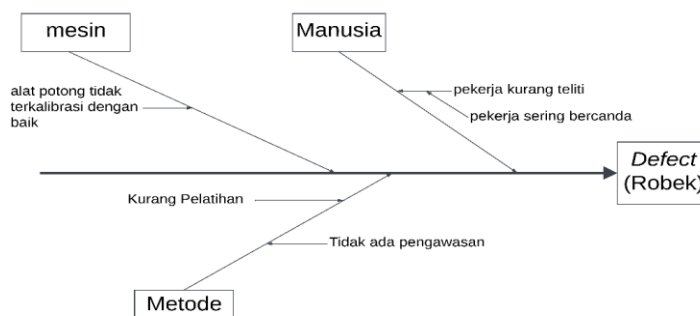 mesin
Manusia
alat potong tidak
terkalibrasi dengan
baik
pekerja kurang teliti
pekerja sering bercanda
Defect
(Robek)
Kurang Pelatihan
Tidak ada pengawasan
Metode